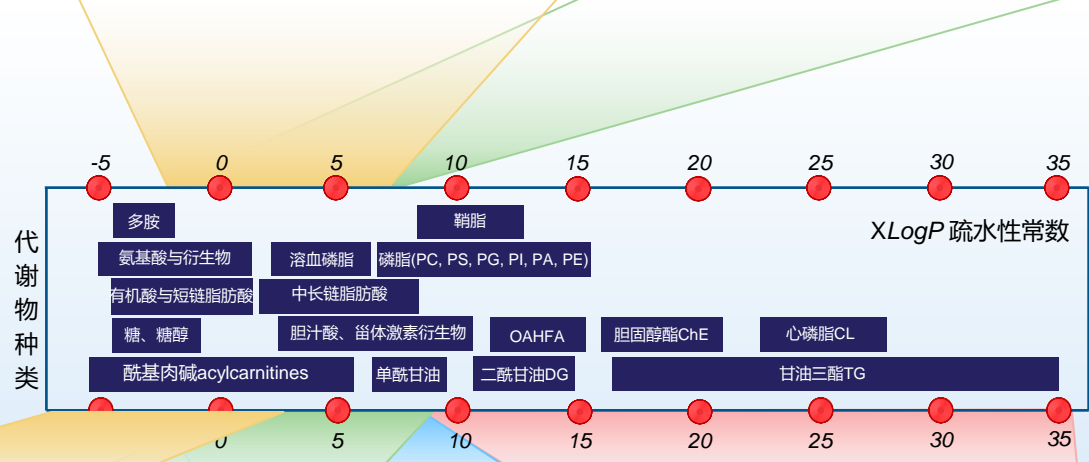 -5 0 5 10 15 20 25 30 35
多胺 鞘脂 XLogP 疏水性常数
代谢物种类
氨基酸与衍生物 溶血磷脂 磷脂(PC, PS, PG, PI, PA, PE)
有机酸与短链脂肪酸 中长链脂肪酸
糖、糖醇 胆汁酸、甾体激素衍生物 OAHFA 胆固醇酯ChE 心磷脂CL
酰基肉碱acylcarnitines 单酰甘油 二酰甘油DG 甘油三酯TG
0 5 10 15 20 25 30 35